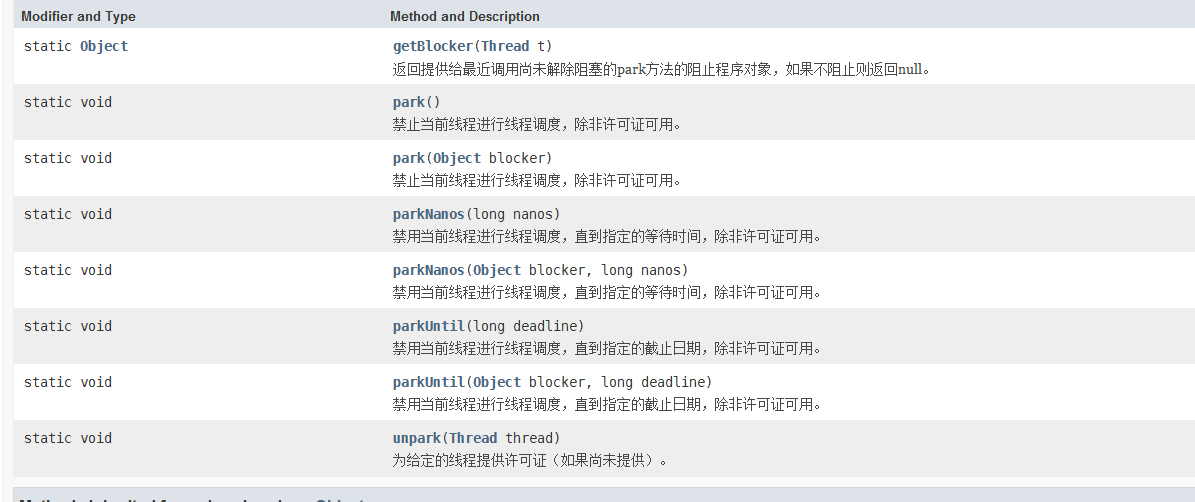 Modifier and Type Method and Description
static Object getBlocker(Thread t)
返回提供给最近调用尚未解除阻塞的park方法的阻止程序对象，如果不阻止则返回null。
static void park()
禁止当前线程进行线程调度，除非许可证可用。
static void park(Object blocker)
禁止当前线程进行线程调度，除非许可证可用。
static void parkNanos(long nanos)
禁用当前线程进行线程调度，直到指定的等待时间，除非许可证可用。
static void parkNanos(Object blocker, long nanos)
禁用当前线程进行线程调度，直到指定的等待时间，除非许可证可用。
static void parkUntil(long deadline)
禁用当前线程进行线程调度，直到指定的截止日期，除非许可证可用。
static void parkUntil(Object blocker, long deadline)
禁用当前线程进行线程调度，直到指定的截止日期，除非许可证可用。
static void unpark(Thread thread)
为给定的线程提供许可证（如果尚未提供）。